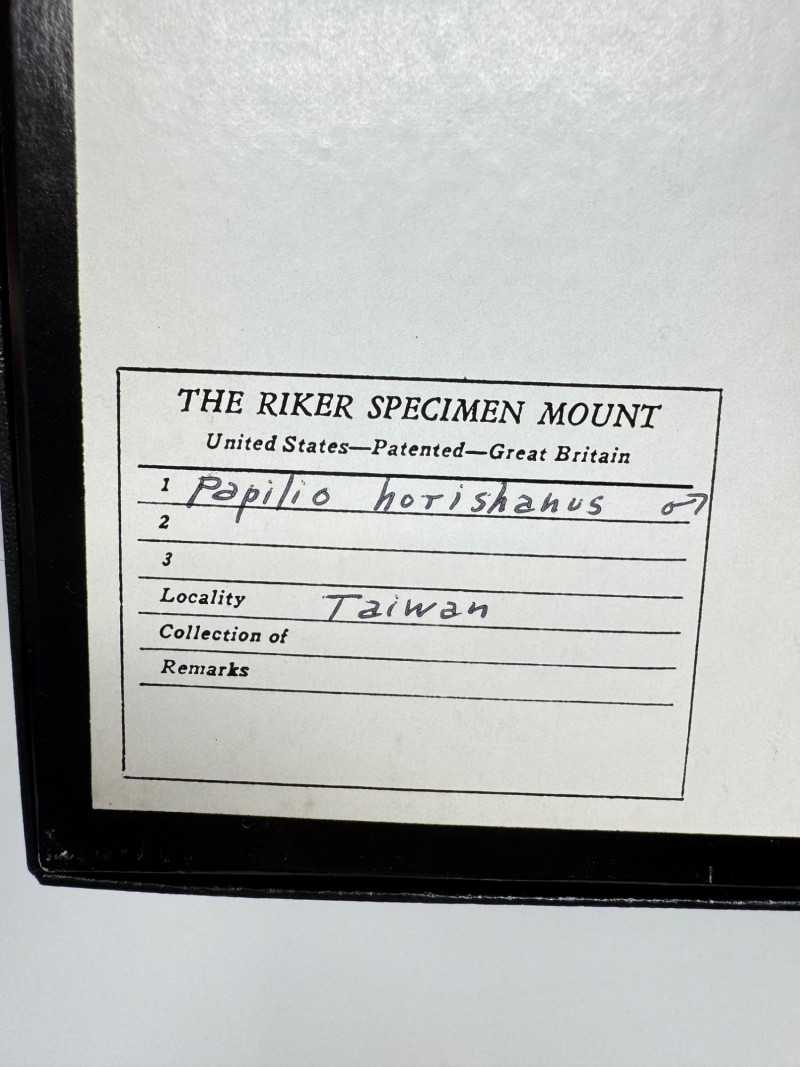 THE RIKER SPECIMEN MOUNT
United States—Patented—Great Britain
1 Papilio horishanus ♂
2
3
Locality Taiwan
Collection of
Remarks